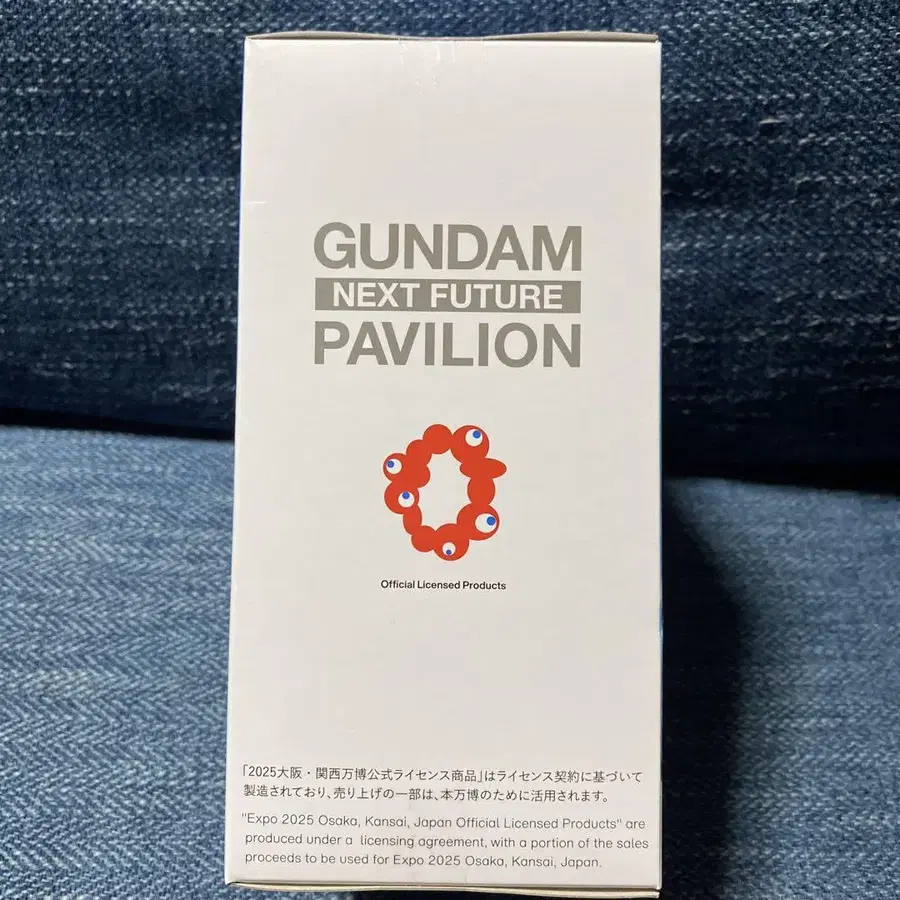 GUNDAM
NEXT FUTURE
PAVILION
Official Licensed Products
「2025大阪・関西万博公式ライセンス商品」はライセンス契約に基づいて
製造されており、売り上げの一部は、本万博のために活用されます。
"Expo 2025 Osaka, Kansai, Japan Official Licensed Products" are
produced under a licensing agreement, with a portion of the sales
proceeds to be used for Expo 2025 Osaka, Kansai, Japan.